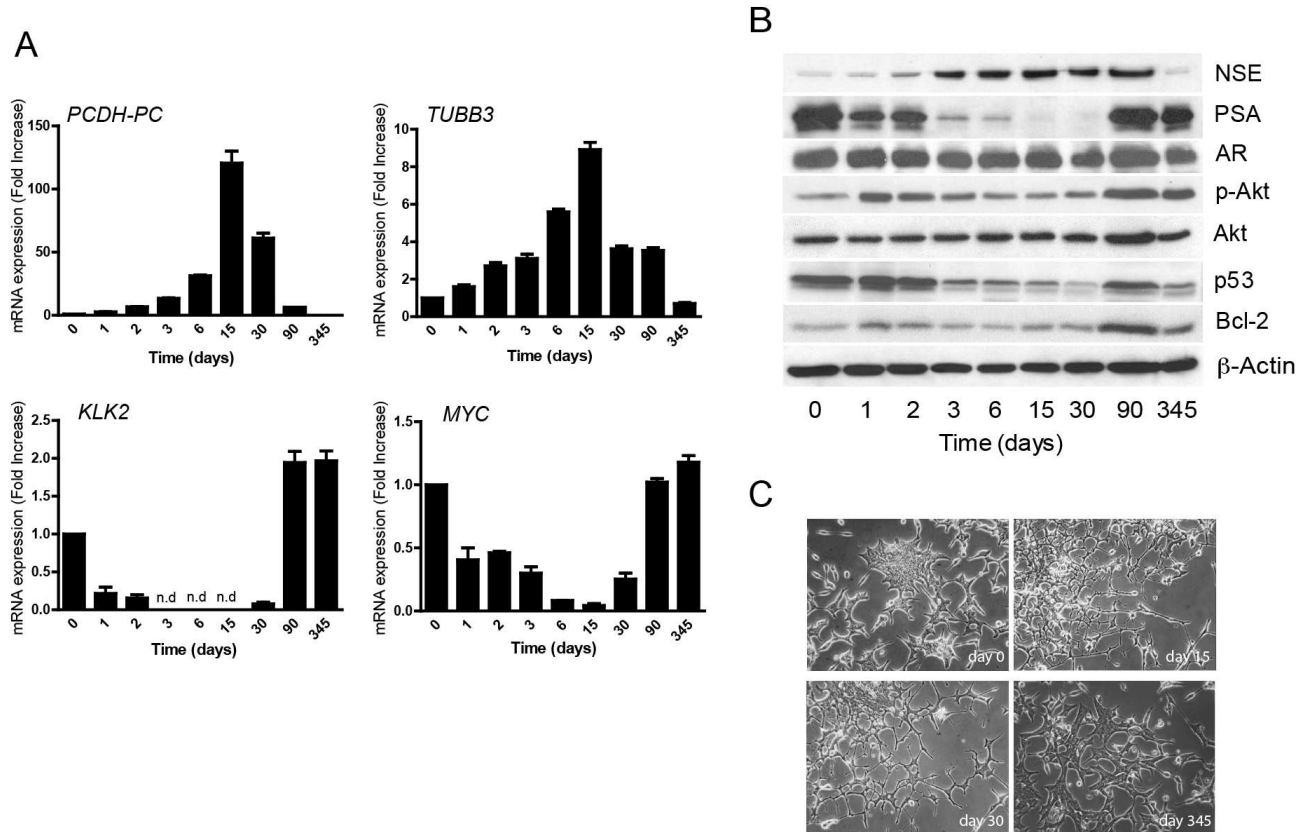 A
PCDH-PC
mRNA expression (Fold Increase)
150
100
50
0
0 1 2 3 6 15 30 90 345
Time (days)
TUBB3
mRNA expression (Fold Increase)
10
8
6
4
2
0
0 1 2 3 6 15 30 90 345
Time (days)
KLK2
mRNA expression (Fold Increase)
2.5
2.0
1.5
1.0
0.5
0.0
n.d n.d n.d
0 1 2 3 6 15 30 90 345
Time (days)
MYC
mRNA expression (Fold Increase)
1.5
1.0
0.5
0.0
0 1 2 3 6 15 30 90 345
Time (days)
B
NSE
PSA
AR
p-Akt
Akt
p53
Bcl-2
β-Actin
0 1 2 3 6 15 30 90 345
Time (days)
C
day 0
day 15
day 30
day 345